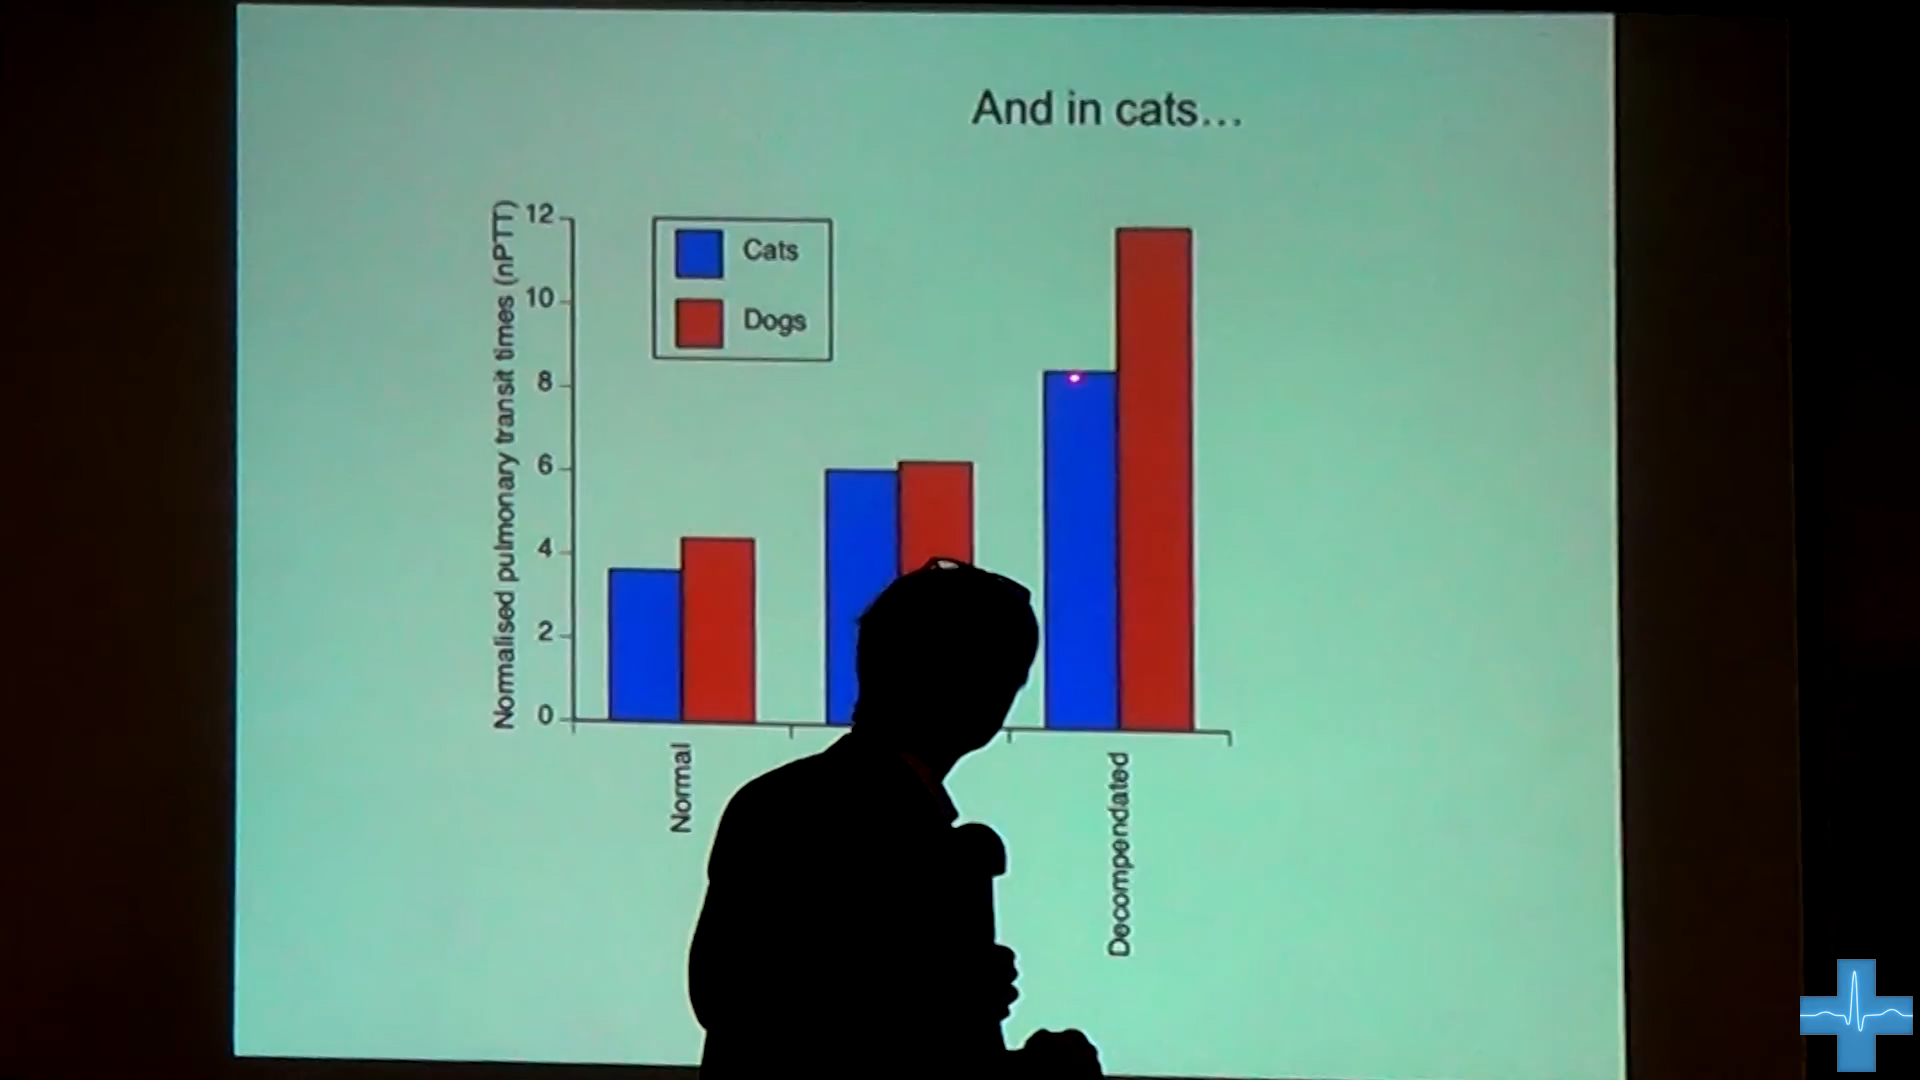 And in cats...
Normalised pulmonary transit times (nPTT)
12
10
8
6
4
2
0
Cats
Dogs
Normal
Decompendated